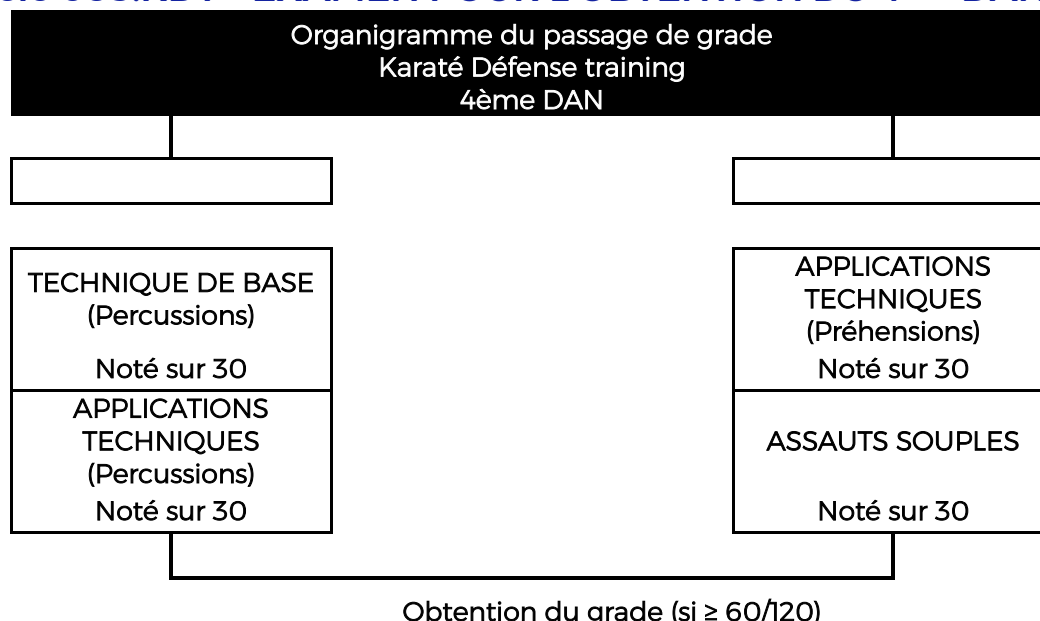 Organigramme du passage de grade
Karaté Défense training
4ème DAN
TECHNIQUE DE BASE
(Percussions)
Noté sur 30
APPLICATIONS
TECHNIQUES
(Percussions)
Noté sur 30
APPLICATIONS
TECHNIQUES
(Préhensions)
Noté sur 30
ASSAUTS SOUPLES
Noté sur 30
Obtention du grade (si ≥ 60/120)